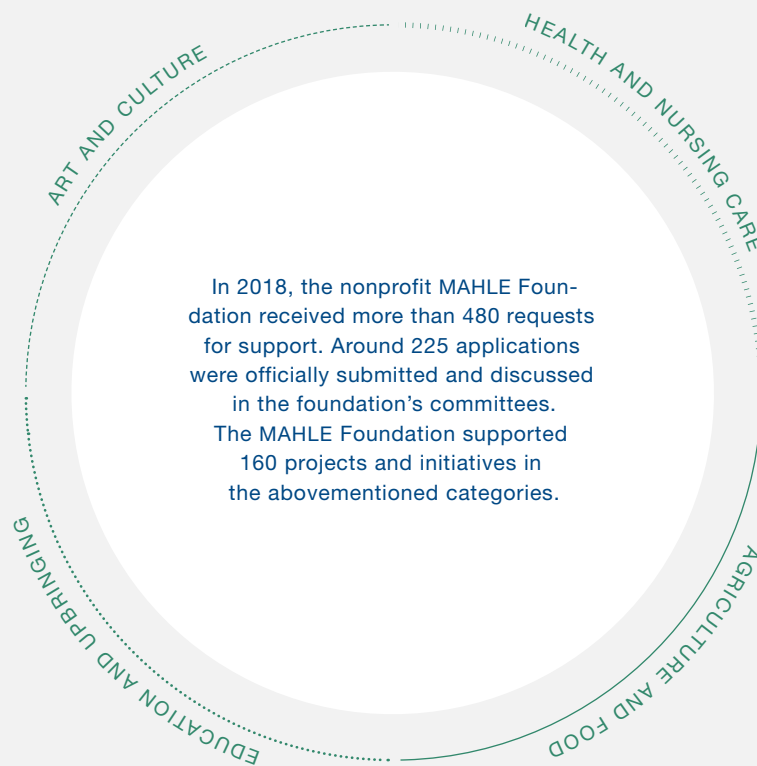 ART AND CULTURE
HEALTH AND NURSING CARE
In 2018, the nonprofit MAHLE Foun-
dation received more than 480 requests
for support. Around 225 applications
were officially submitted and discussed
in the foundation’s committees.
The MAHLE Foundation supported
160 projects and initiatives in
the abovementioned categories.
EDUCATION AND UPBRINGING
AGRICULTURE AND FOOD